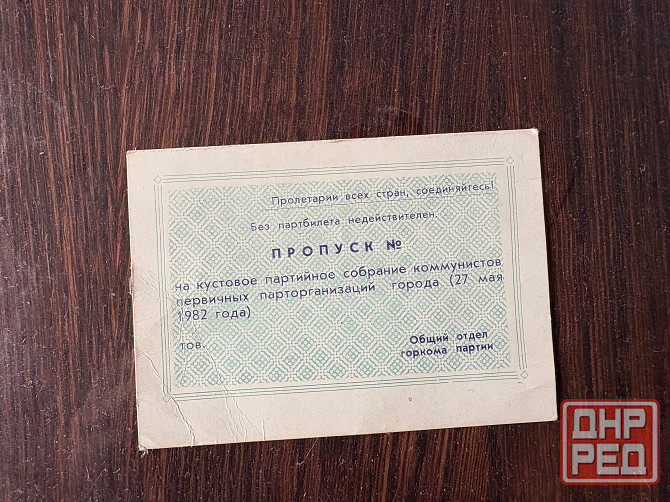 Пролетарии всех стран, соединяйтесь!
Без партбилета недействителен.
ПРОПУСК №
на кустовое партийное собрание коммунистов
первичных парторганизаций города (27 мая
1982 года)
тов.
Общий отдел
горкома партии
ДНР
РЕД